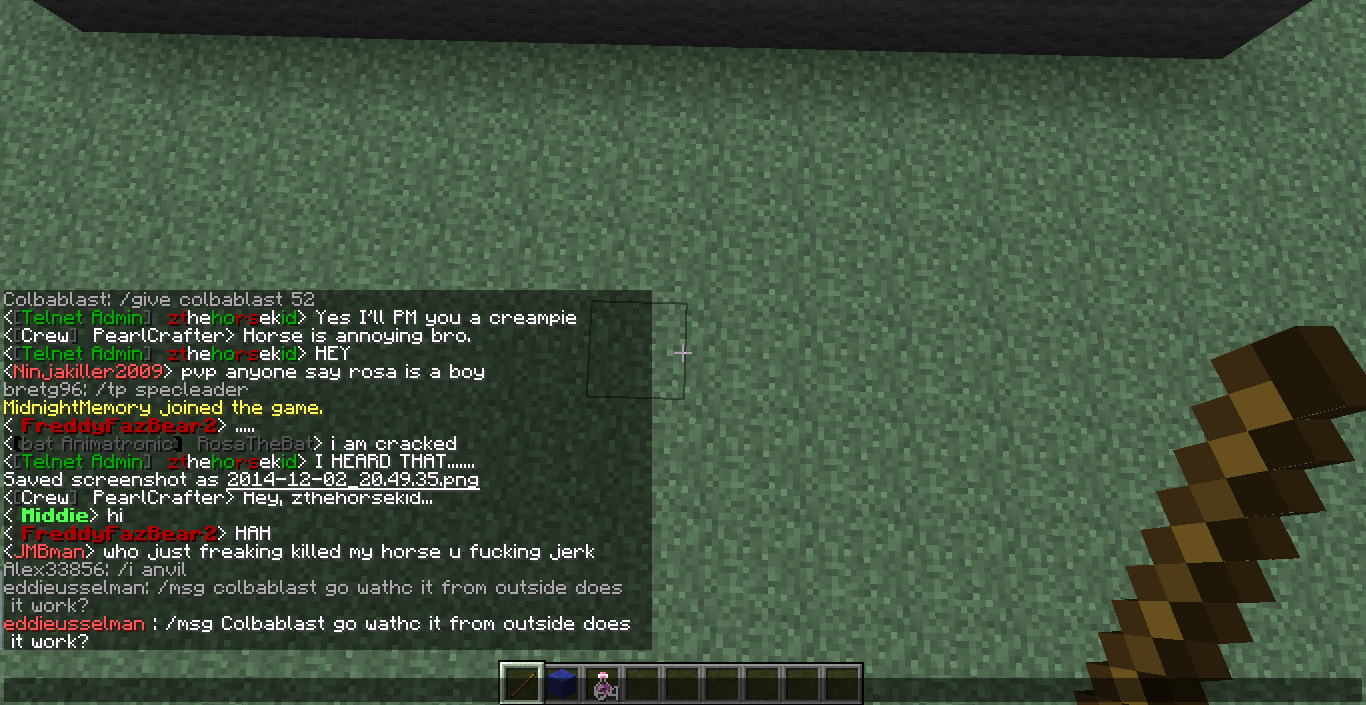 Colbablast: /give colbablast 52
<[Telnet Admin] zthehorsekid> Yes I'll PM you a creampie
<[Crew] PearlCrafter> Horse is annoying bro.
<[Telnet Admin] zthehorsekid> HEY
<Ninjakiller2009> pvp anyone say rosa is a boy
bretg96: /tp specleader
MidnightMemory joined the game.
< FreddyFazBear2> .....
<[bat Animatronic] RosaTheBat> i am cracked
<[Telnet Admin] zthehorsekid> I HEARD THAT......
Saved screenshot as 2014-12-02_20.49.35.png
<[Crew] PearlCrafter> Hey, zthehorsekid...
< Middie> hi
< FreddyFazBear2> HAH
<JMBman> who just freaking killed my horse u fucking jerk
Alex33856: /i anvil
eddieusselman: /msg colbablast go wathc it from outside does
it work?
eddieusselman : /msg Colbablast go wathc it from outside does
it work?